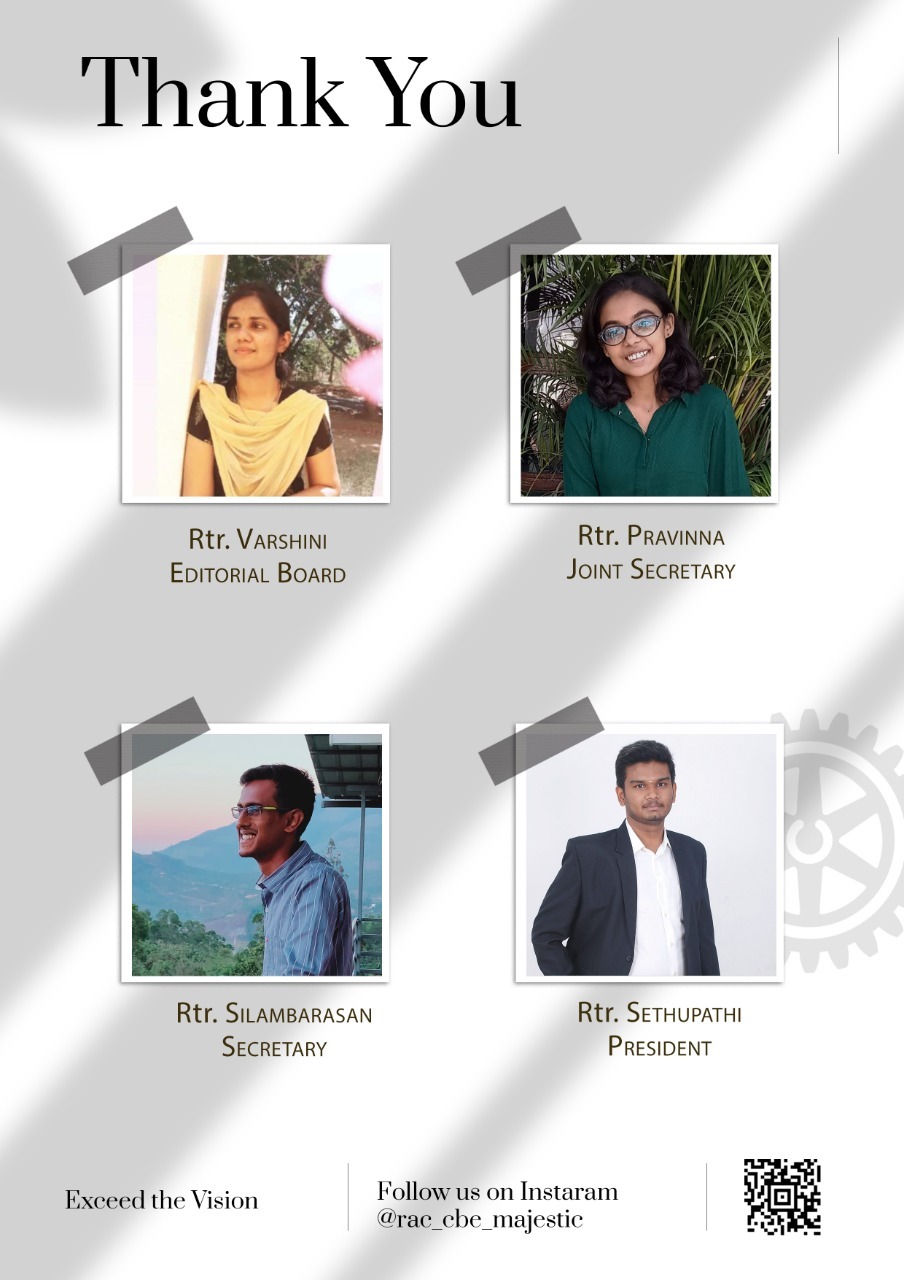 Thank You
Rtr. Varshini
Editorial Board
Rtr. Pravinna
Joint Secretary
Rtr. Silambarasan
Secretary
Rtr. Sethupathi
President
Exceed the Vision
Follow us on Instaram
@rac_cbe_majestic